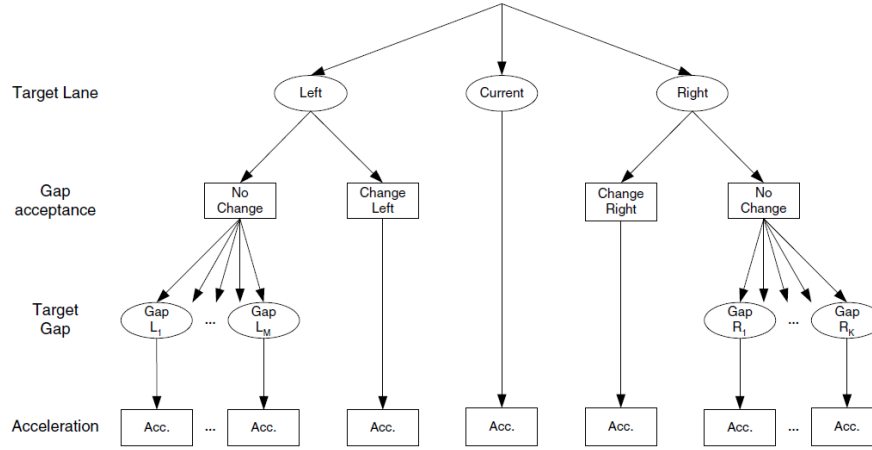 Target Lane
Left
Current
Right
Gap
acceptance
No
Change
Change
Left
Change
Right
No
Change
Target
Gap
Gap
L1
...
Gap
LM
Gap
R1
...
Gap
RK
Acceleration
Acc.
...
Acc.
Acc.
Acc.
Acc.
Acc.
...
Acc.